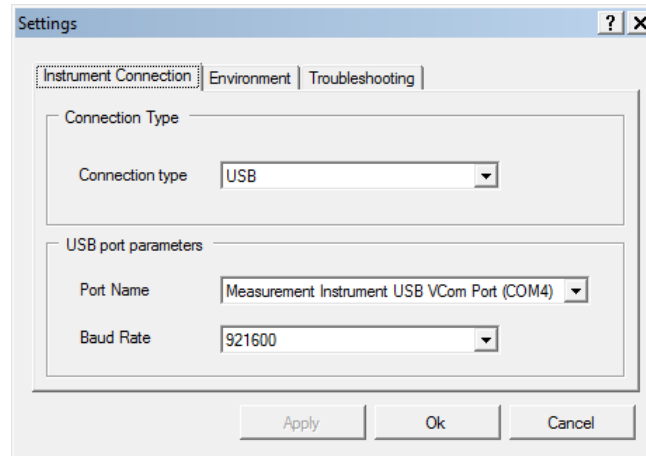 Settings
Instrument Connection Environment Troubleshooting
Connection Type
Connection type USB
USB port parameters
Port Name Measurement Instrument USB VCom Port (COM4)
Baud Rate 921600
Apply Ok Cancel